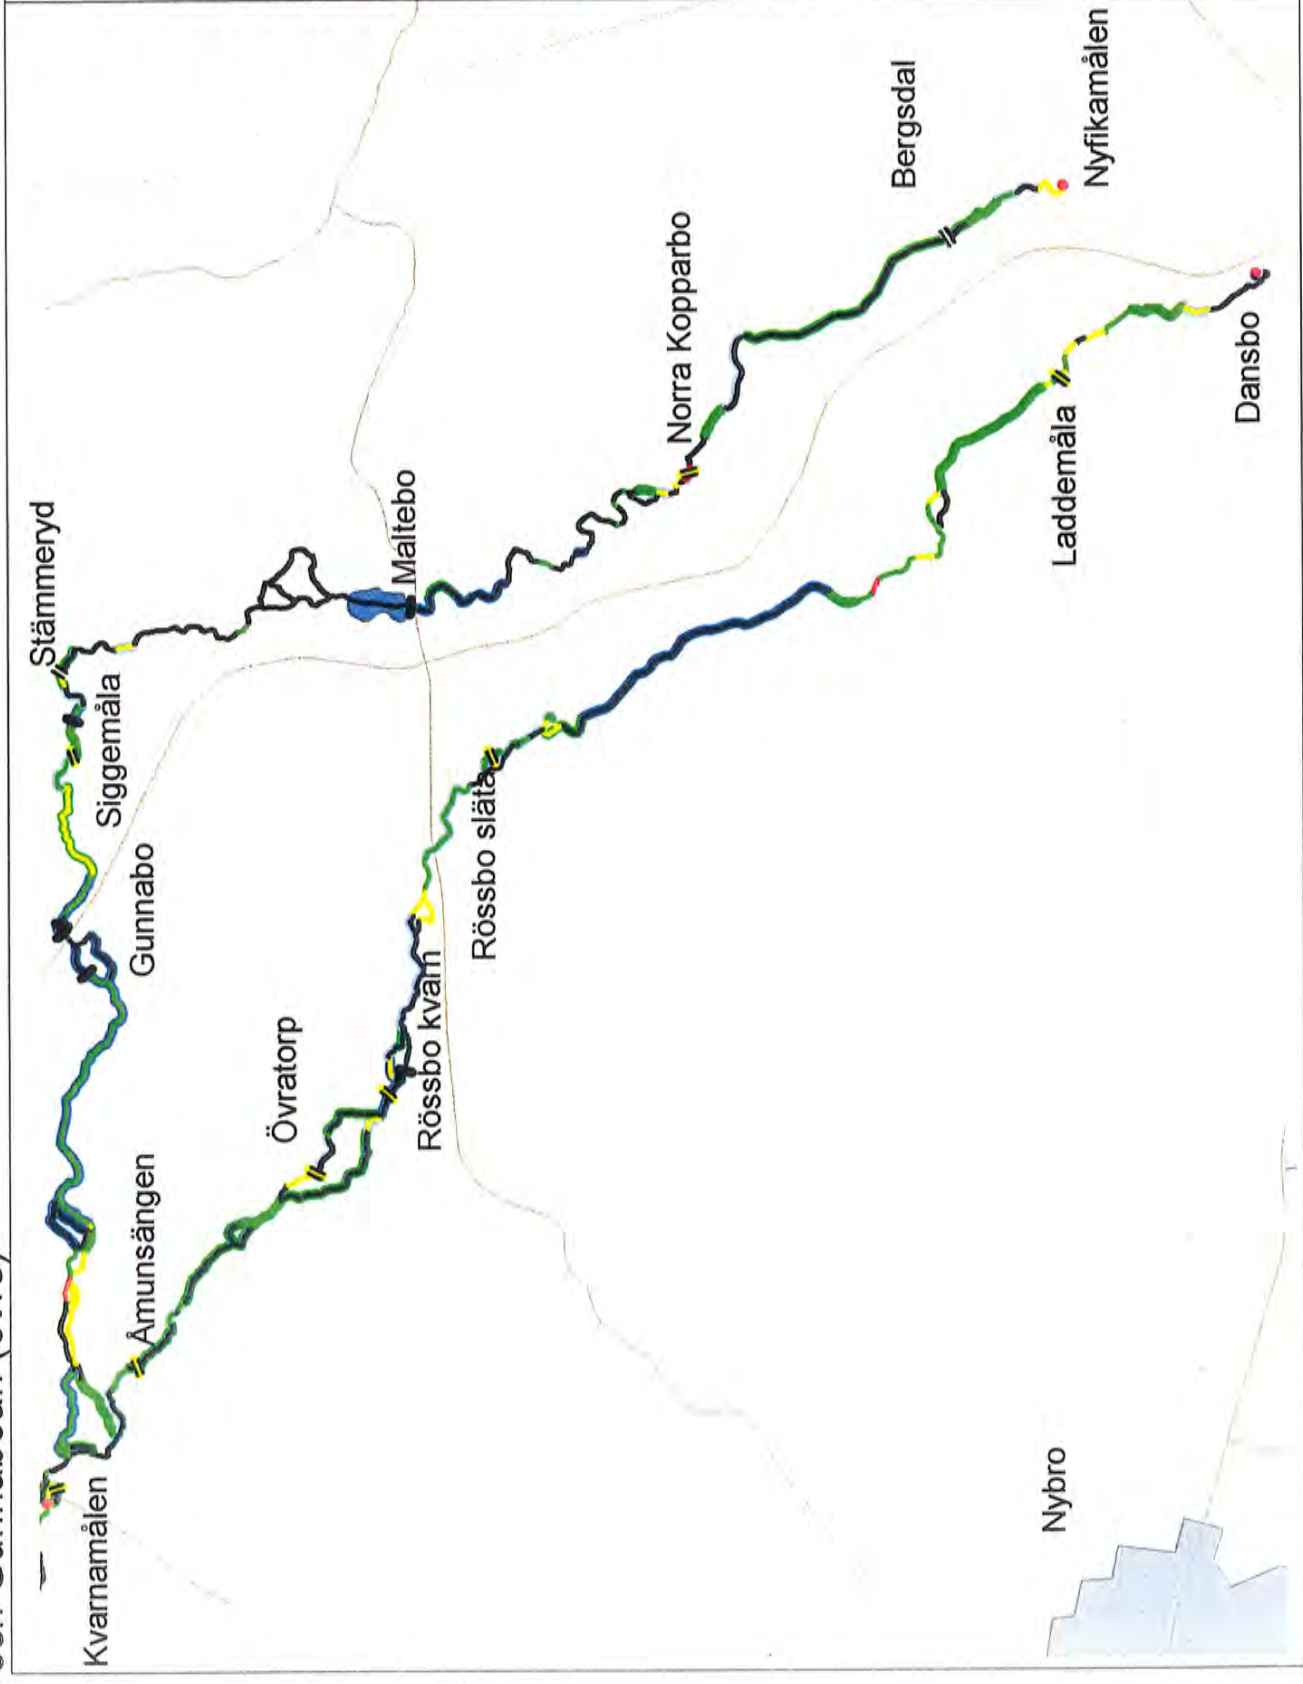 Kvarnamålen
Åmunsängen
Övratorp
Gunnabo
Siggemåla
Stämmeryd
Maltebo
Rössbo kvarn
Rössbo släta
Norra Kopparbo
Bergsdal
Nyfikamålen
Laddemåla
Dansbo
Nybro